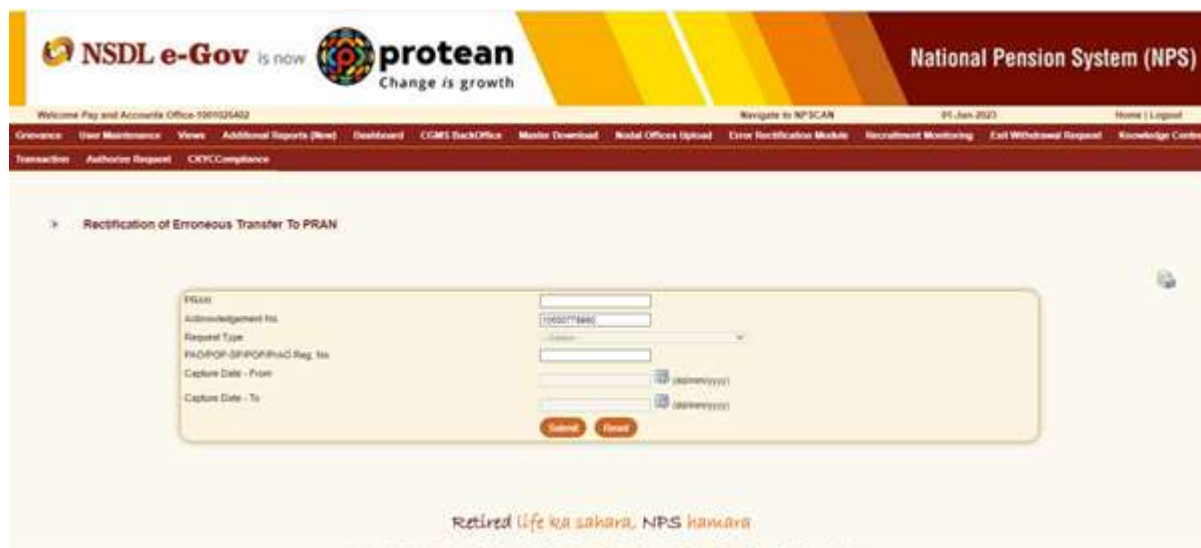 NSDL e-Gov is now protean
Change is growth
National Pension System (NPS)
Welcome Pay and Accounts Office-1001025402 Navigate to NPSCAN 01-Jan-2023 Home | Logout
Grievance User Maintenance Views Additional Reports (New) Dashboard CGMS BackOffice Master Download Nodal Offices Upload Error Rectification Module Recruitment Monitoring Exit Withdrawal Request Knowledge
Transaction Authorize Request CKYCCompliance
Rectification of Erroneous Transfer To PRAN
PRAN
Acknowledgement No.
Request Type
PAO/POP-SP/POP/PrAO Reg. No
Capture Date - From (dd/mm/yyyy)
Capture Date - To (dd/mm/yyyy)
Submit Reset
Retired life ka sahara, NPS hamara